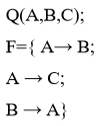 Q(A,B,C);
F={ A→ B;
A → C;
B → A}